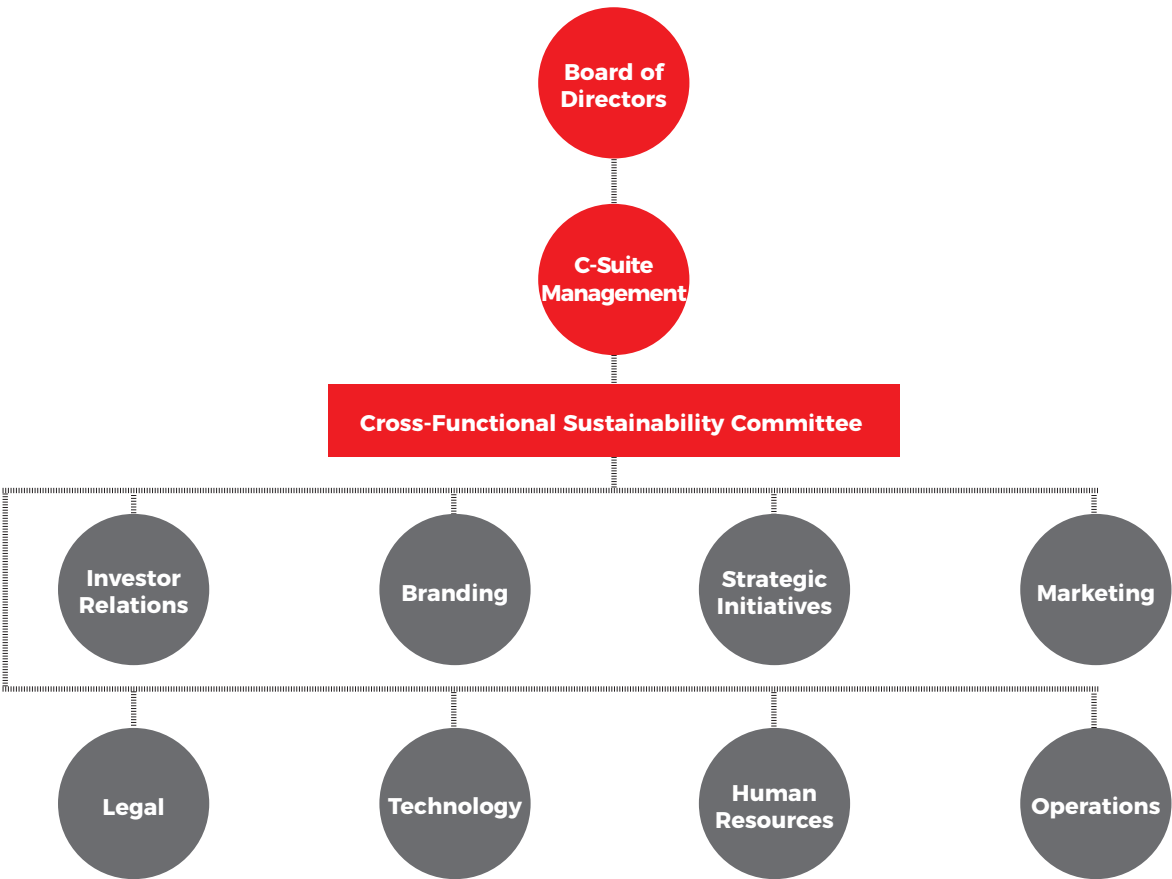 Board of
Directors
C-Suite
Management
Cross-Functional Sustainability Committee
Investor
Relations
Branding
Strategic
Initiatives
Marketing
Legal
Technology
Human
Resources
Operations